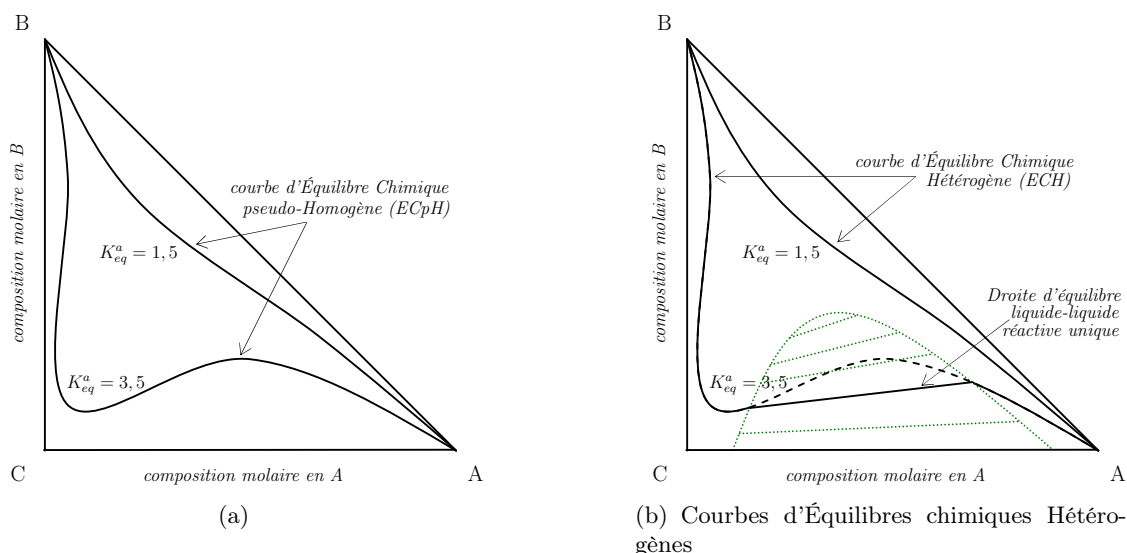 B
composition molaire en B
courbe d'Équilibre Chimique
pseudo-Homogène (ECpH)
K^a_eq = 1, 5
K^a_eq = 3, 5
C
composition molaire en A
A
(a)
B
composition molaire en B
courbe d'Équilibre Chimique
Hétérogène (ECH)
K^a_eq = 1, 5
Droite d'équilibre
liquide-liquide
réactive unique
K^a_eq = 3, 5
C
composition molaire en A
A
(b) Courbes d'Équilibres chimiques Hétéro-
gènes